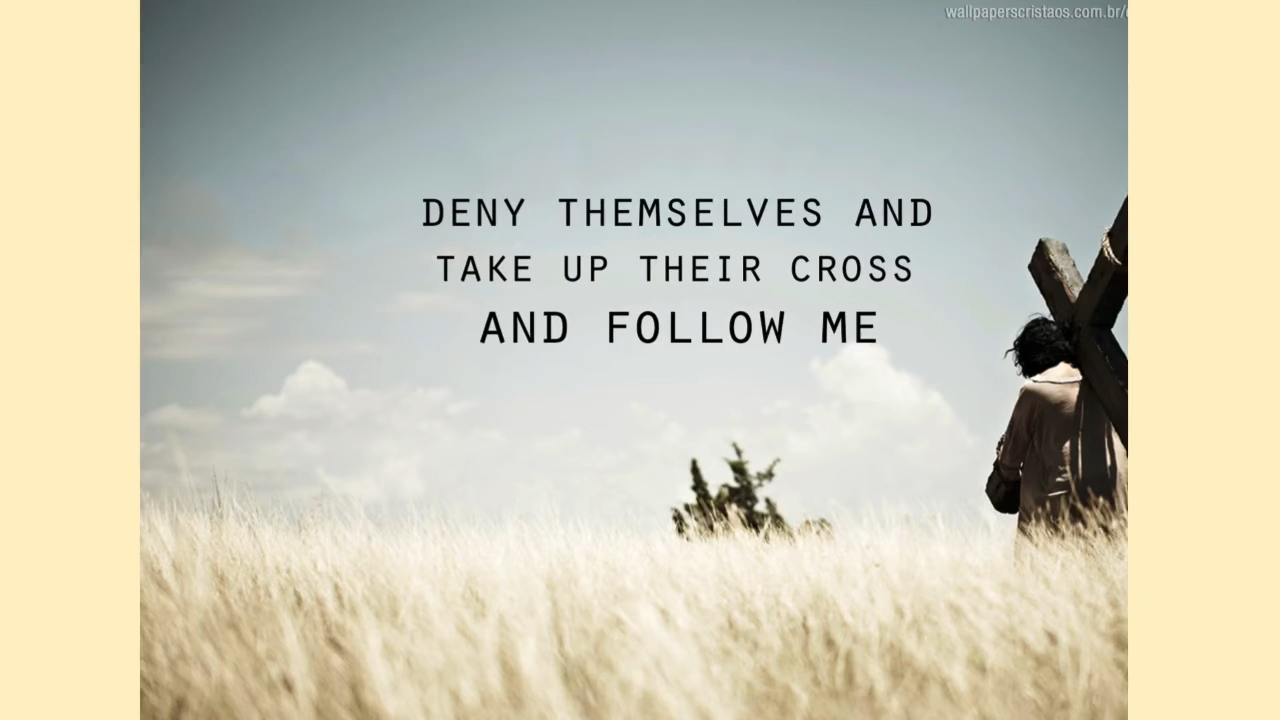 wallpaperscristaos.com.br/
DENY THEMSELVES AND
TAKE UP THEIR CROSS
AND FOLLOW ME